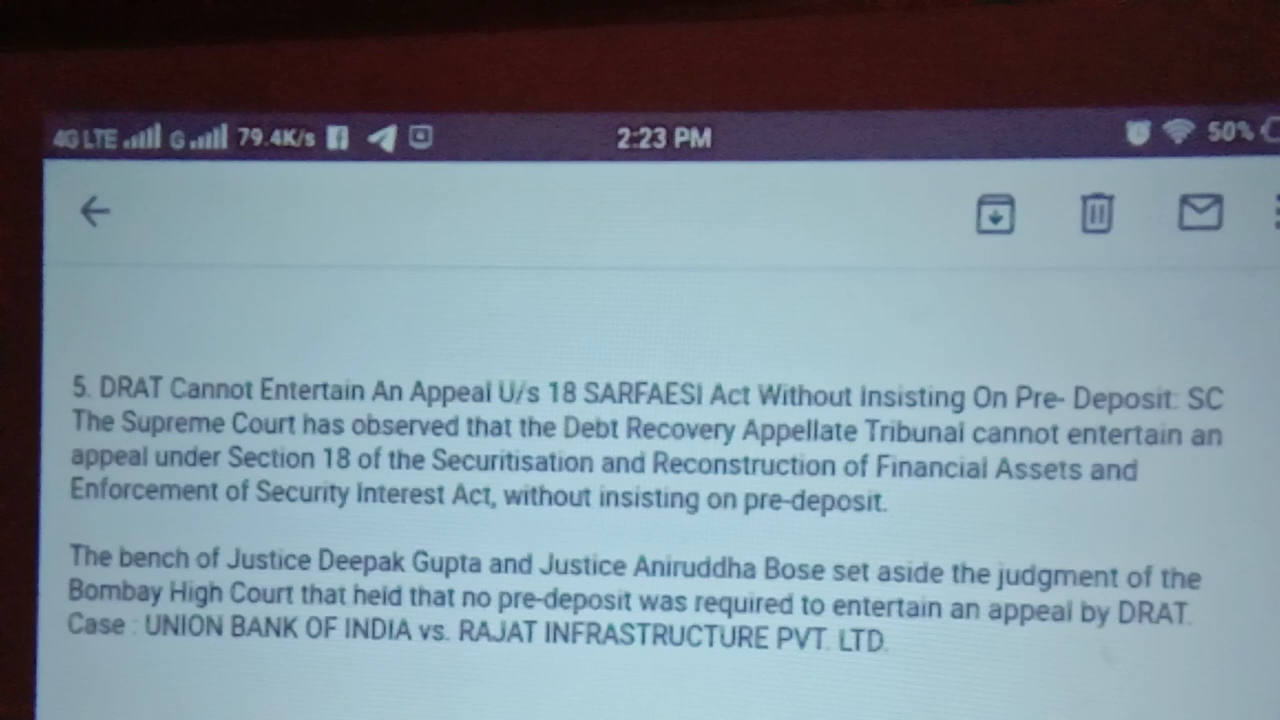 4G LTE G 79.4K/s 2:23 PM 50%
5. DRAT Cannot Entertain An Appeal U/s 18 SARFAESI Act Without Insisting On Pre- Deposit: SC
The Supreme Court has observed that the Debt Recovery Appellate Tribunal cannot entertain an
appeal under Section 18 of the Securitisation and Reconstruction of Financial Assets and
Enforcement of Security Interest Act, without insisting on pre-deposit.
The bench of Justice Deepak Gupta and Justice Aniruddha Bose set aside the judgment of the
Bombay High Court that held that no pre-deposit was required to entertain an appeal by DRAT.
Case : UNION BANK OF INDIA vs. RAJAT INFRASTRUCTURE PVT. LTD.